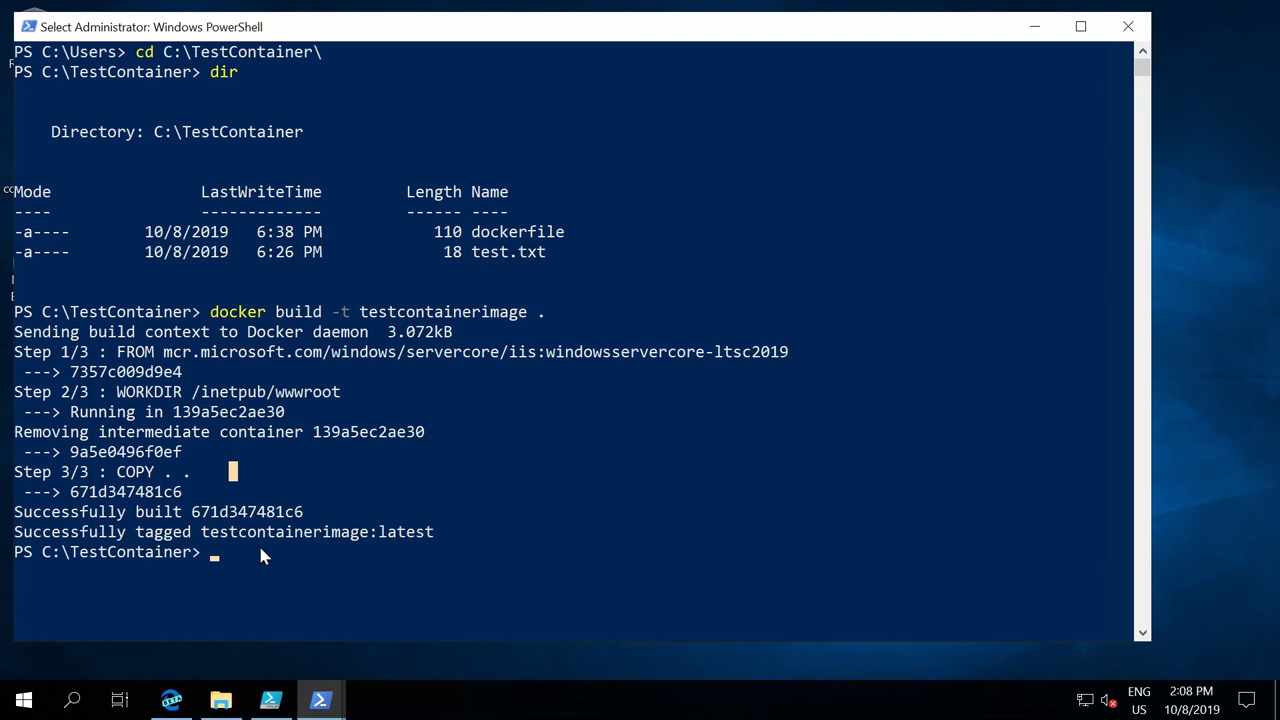 Select Administrator: Windows PowerShell
PS C:\Users> cd C:\TestContainer\
PS C:\TestContainer> dir
Directory: C:\TestContainer
Mode LastWriteTime Length Name
---- ------------- ------ ----
-a---- 10/8/2019 6:38 PM 110 dockerfile
-a---- 10/8/2019 6:26 PM 18 test.txt
PS C:\TestContainer> docker build -t testcontainerimage .
Sending build context to Docker daemon 3.072kB
Step 1/3 : FROM mcr.microsoft.com/windows/servercore/iis:windowsservercore-ltsc2019
---> 7357c009d9e4
Step 2/3 : WORKDIR /inetpub/wwwroot
---> Running in 139a5ec2ae30
Removing intermediate container 139a5ec2ae30
---> 9a5e0496f0ef
Step 3/3 : COPY . .
---> 671d347481c6
Successfully built 671d347481c6
Successfully tagged testcontainerimage:latest
PS C:\TestContainer>
BETA
ENG
US
2:08 PM
10/8/2019